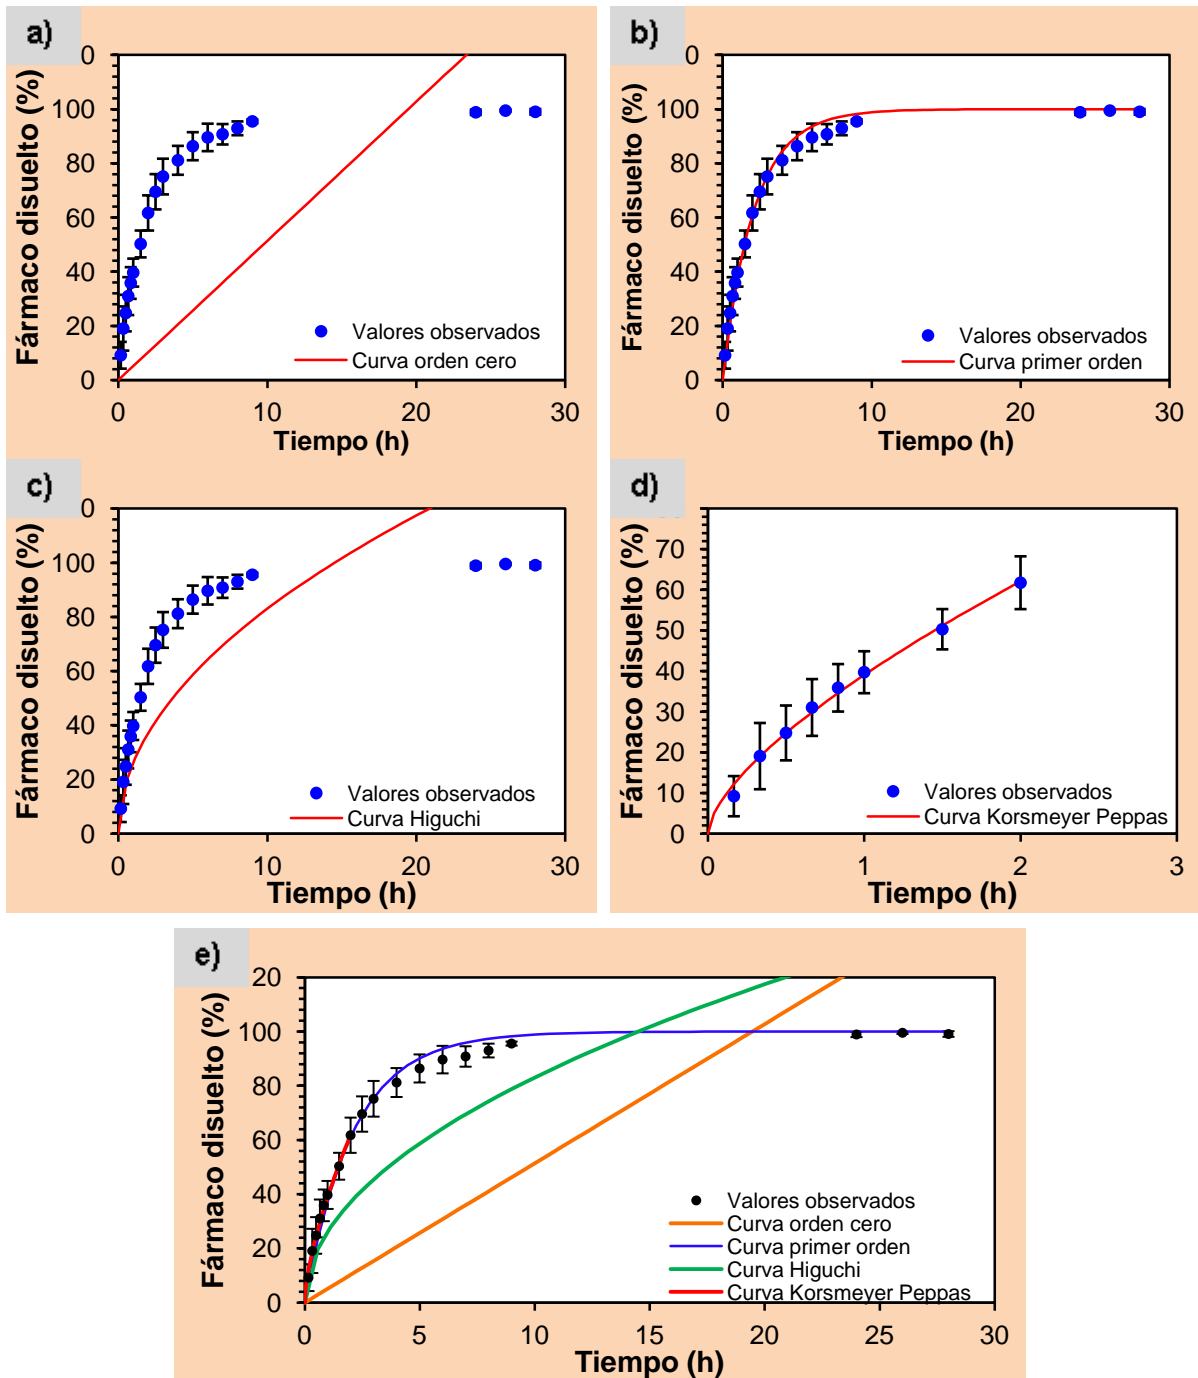 a)
0
100
80
60
40
20
0
0 10 20 30
Fármaco disuelto (%)
Tiempo (h)
Valores observados
Curva orden cero
b)
0
100
80
60
40
20
0
0 10 20 30
Fármaco disuelto (%)
Tiempo (h)
Valores observados
Curva primer orden
c)
0
100
80
60
40
20
0
0 10 20 30
Fármaco disuelto (%)
Tiempo (h)
Valores observados
Curva Higuchi
d)
70
60
50
40
30
20
10
0
0 1 2 3
Fármaco disuelto (%)
Tiempo (h)
Valores observados
Curva Korsmeyer Peppas
e)
20
100
80
60
40
20
0
0 5 10 15 20 25 30
Fármaco disuelto (%)
Tiempo (h)
Valores observados
Curva orden cero
Curva primer orden
Curva Higuchi
Curva Korsmeyer Peppas